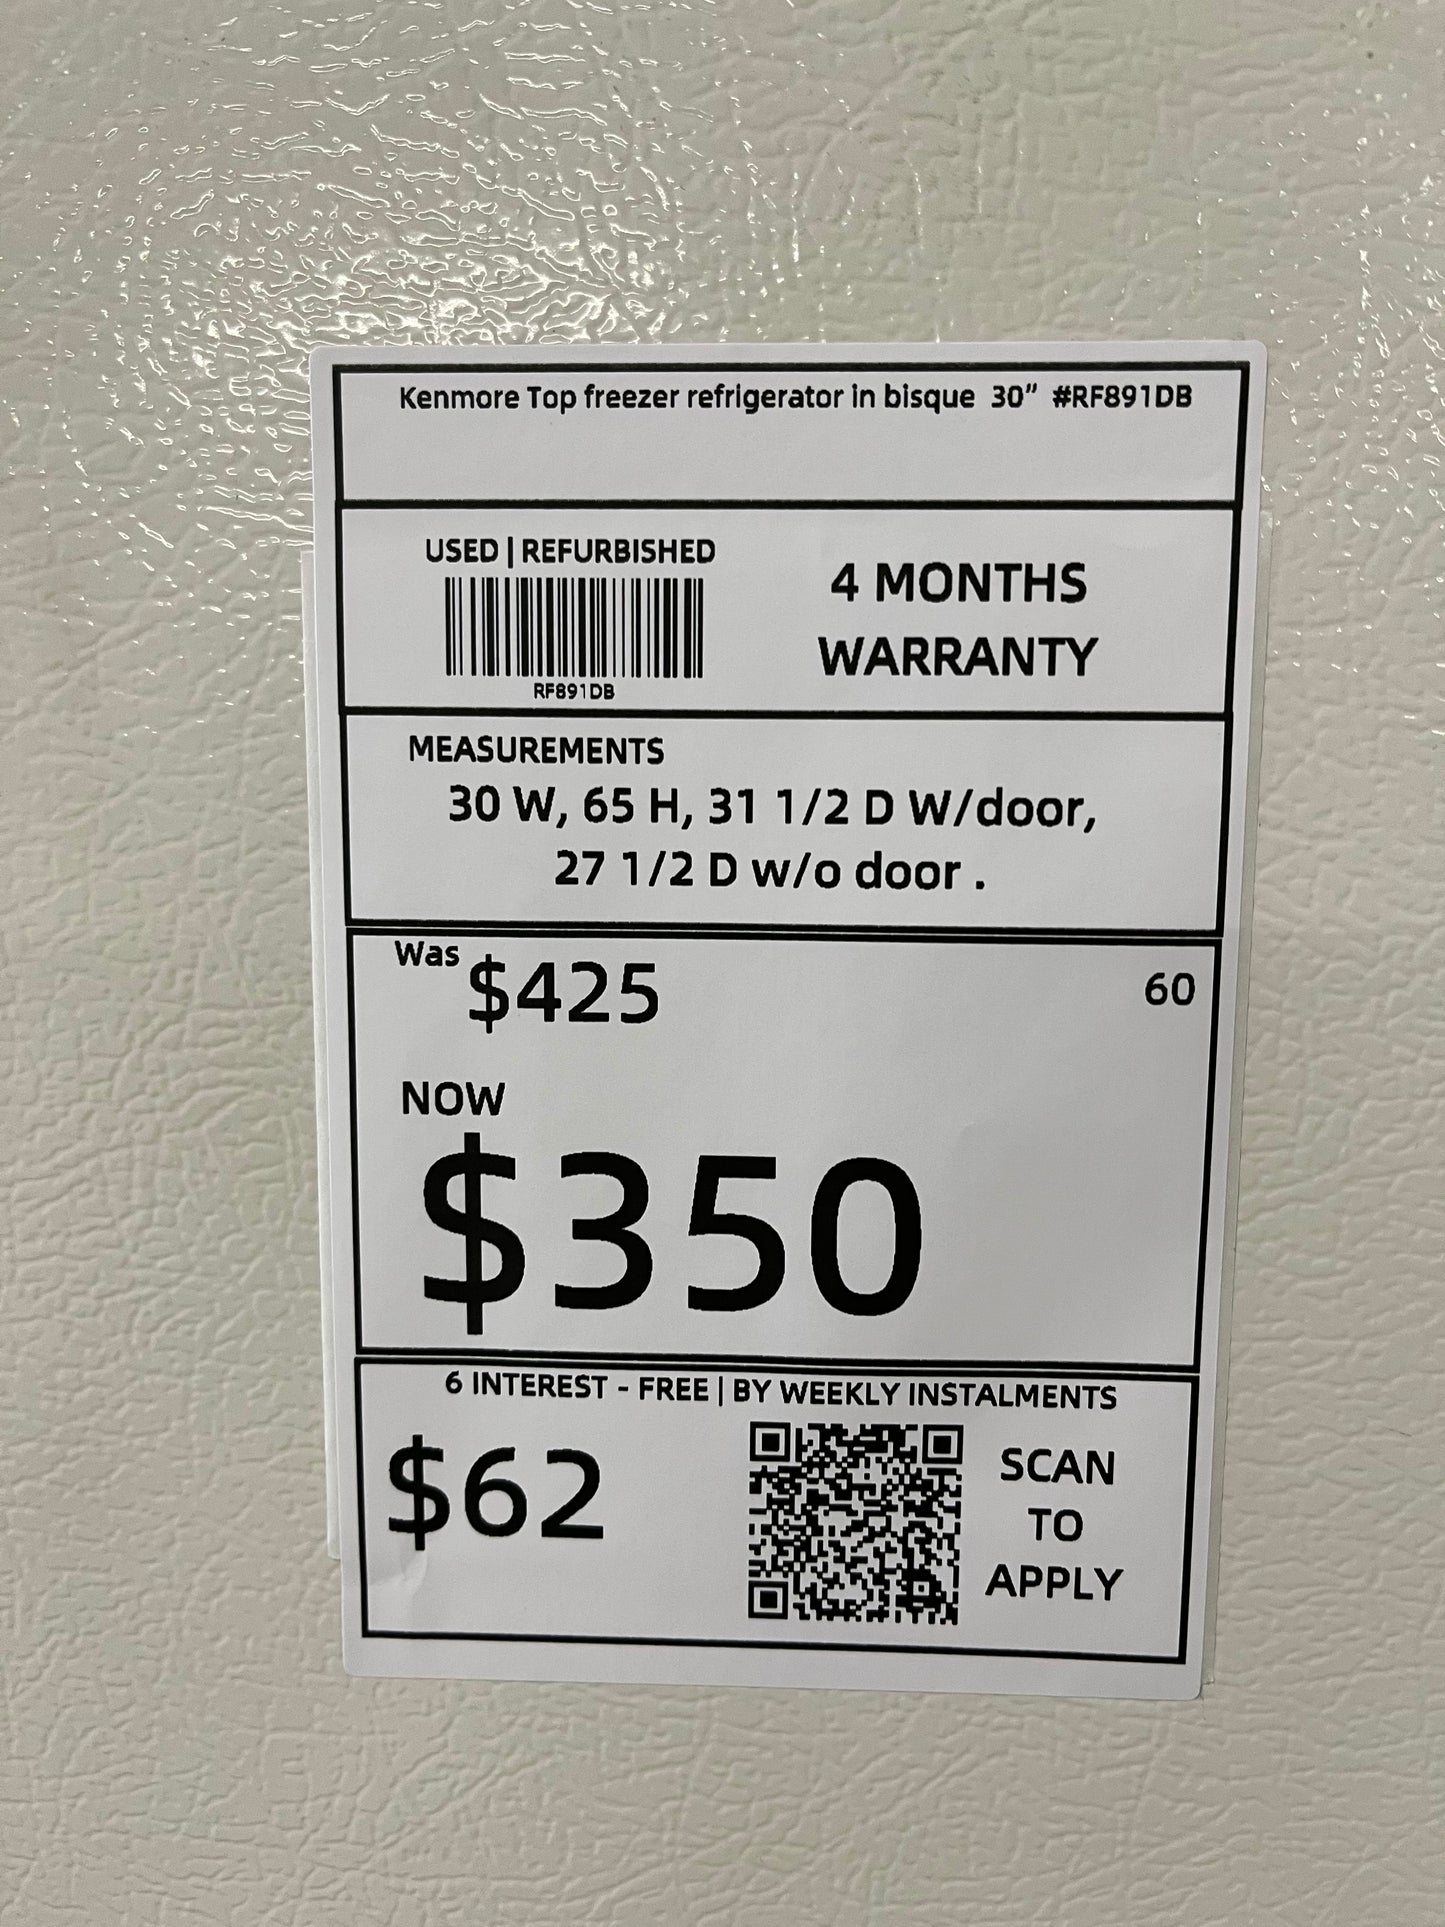 Kenmore Top freezer refrigerator in bisque 30” #RF891DB
USED | REFURBISHED
RF891DB
4 MONTHS
WARRANTY
MEASUREMENTS
30 W, 65 H, 31 1/2 D W/door,
27 1/2 D w/o door .
Was $425
60
NOW
$350
6 INTEREST - FREE | BY WEEKLY INSTALMENTS
$62
SCAN
TO
APPLY